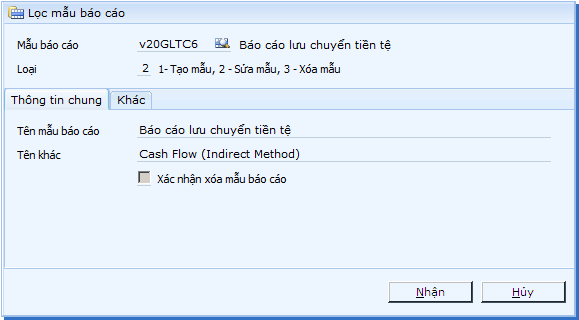 Lọc mẫu báo cáo
Mẫu báo cáo v20GLTC6 Báo cáo lưu chuyển tiền tệ
Loại 2 1- Tạo mẫu, 2 - Sửa mẫu, 3 - Xóa mẫu
Thông tin chung Khác
Tên mẫu báo cáo Báo cáo lưu chuyển tiền tệ
Tên khác Cash Flow (Indirect Method)
Xác nhận xóa mẫu báo cáo
Nhận Hủy